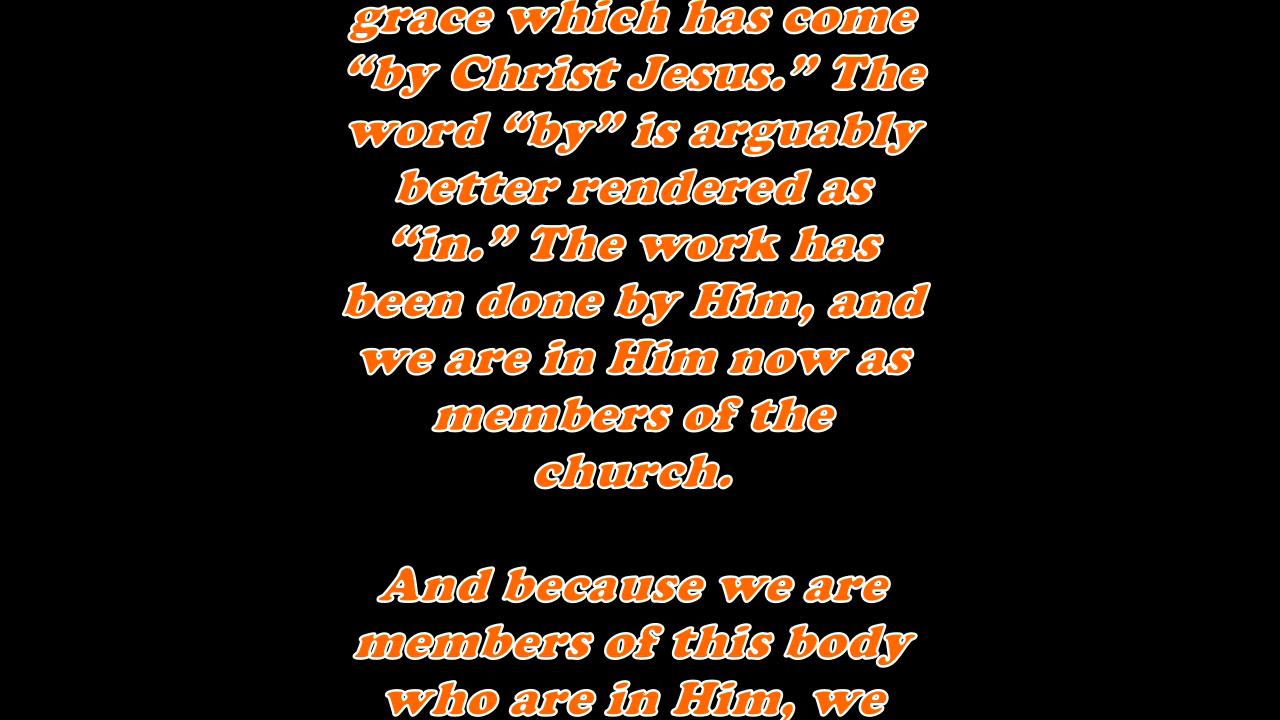 grace which has come
“by Christ Jesus.” The
word “by” is arguably
better rendered as
“in.” The work has
been done by Him, and
we are in Him now as
members of the
church.
And because we are
members of this body
who are in Him, we